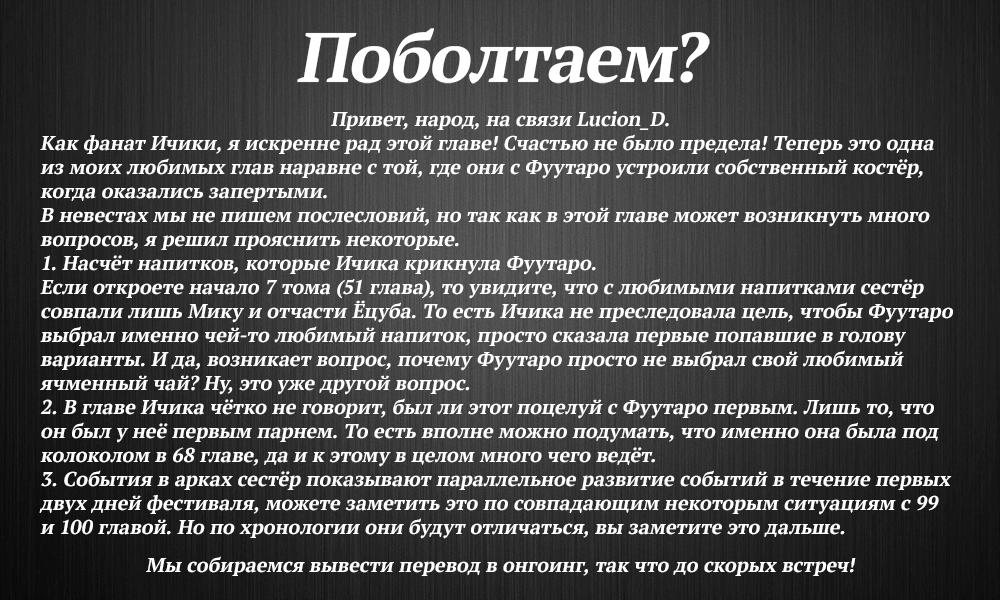 Поболтаем?
Привет, народ, на связи Lucion_D.
Как фанат Ичики, я искренне рад этой главе! Счастью не было предела! Теперь это одна
из моих любимых глав наравне с той, где они с Фуутаро устроили собственный костёр,
когда оказались запертыми.
В невестах мы не пишем послесловий, но так как в этой главе может возникнуть много
вопросов, я решил прояснить некоторые.
1. Насчёт напитков, которые Ичика крикнула Фуутаро.
Если откроете начало 7 тома (51 глава), то увидите, что с любимыми напитками сестёр
совпали лишь Мику и отчасти Ёцуба. То есть Ичика не преследовала цель, чтобы Фуутаро
выбрал именно чей-то любимый напиток, просто сказала первые попавшие в голову
варианты. И да, возникает вопрос, почему Фуутаро просто не выбрал свой любимый
ячменный чай? Ну, это уже другой вопрос.
2. В главе Ичика чётко не говорит, был ли этот поцелуй с Фуутаро первым. Лишь то, что
он был у неё первым парнем. То есть вполне можно подумать, что именно она была под
колоколом в 68 главе, да и к этому в целом много чего ведёт.
3. События в арках сестёр показывают параллельное развитие событий в течение первых
двух дней фестиваля, можете заметить это по совпадающим некоторым ситуациям с 99
и 100 главой. Но по хронологии они будут отличаться, вы заметите это дальше.
Мы собираемся вывести перевод в онгоинг, так что до скорых встреч!